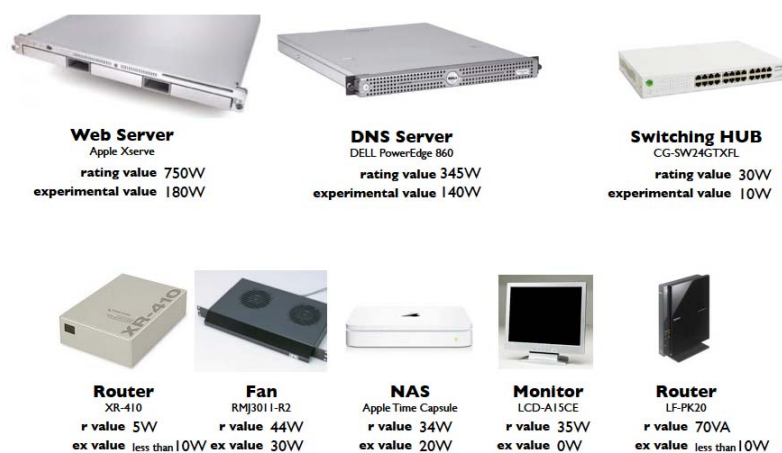 Web Server
Apple Xserve
rating value 750W
experimental value 180W
DNS Server
DELL PowerEdge 860
rating value 345W
experimental value 140W
Switching HUB
CG-SW24GTXFL
rating value 30W
experimental value 10W
XR-410
Router
XR-410
r value 5W
ex value less than 10W
Fan
RMJ3011-R2
r value 44W
ex value 30W
NAS
Apple Time Capsule
r value 34W
ex value 20W
Monitor
LCD-A15CE
r value 35W
ex value 0W
Router
LF-PK20
r value 70VA
ex value less than 10W